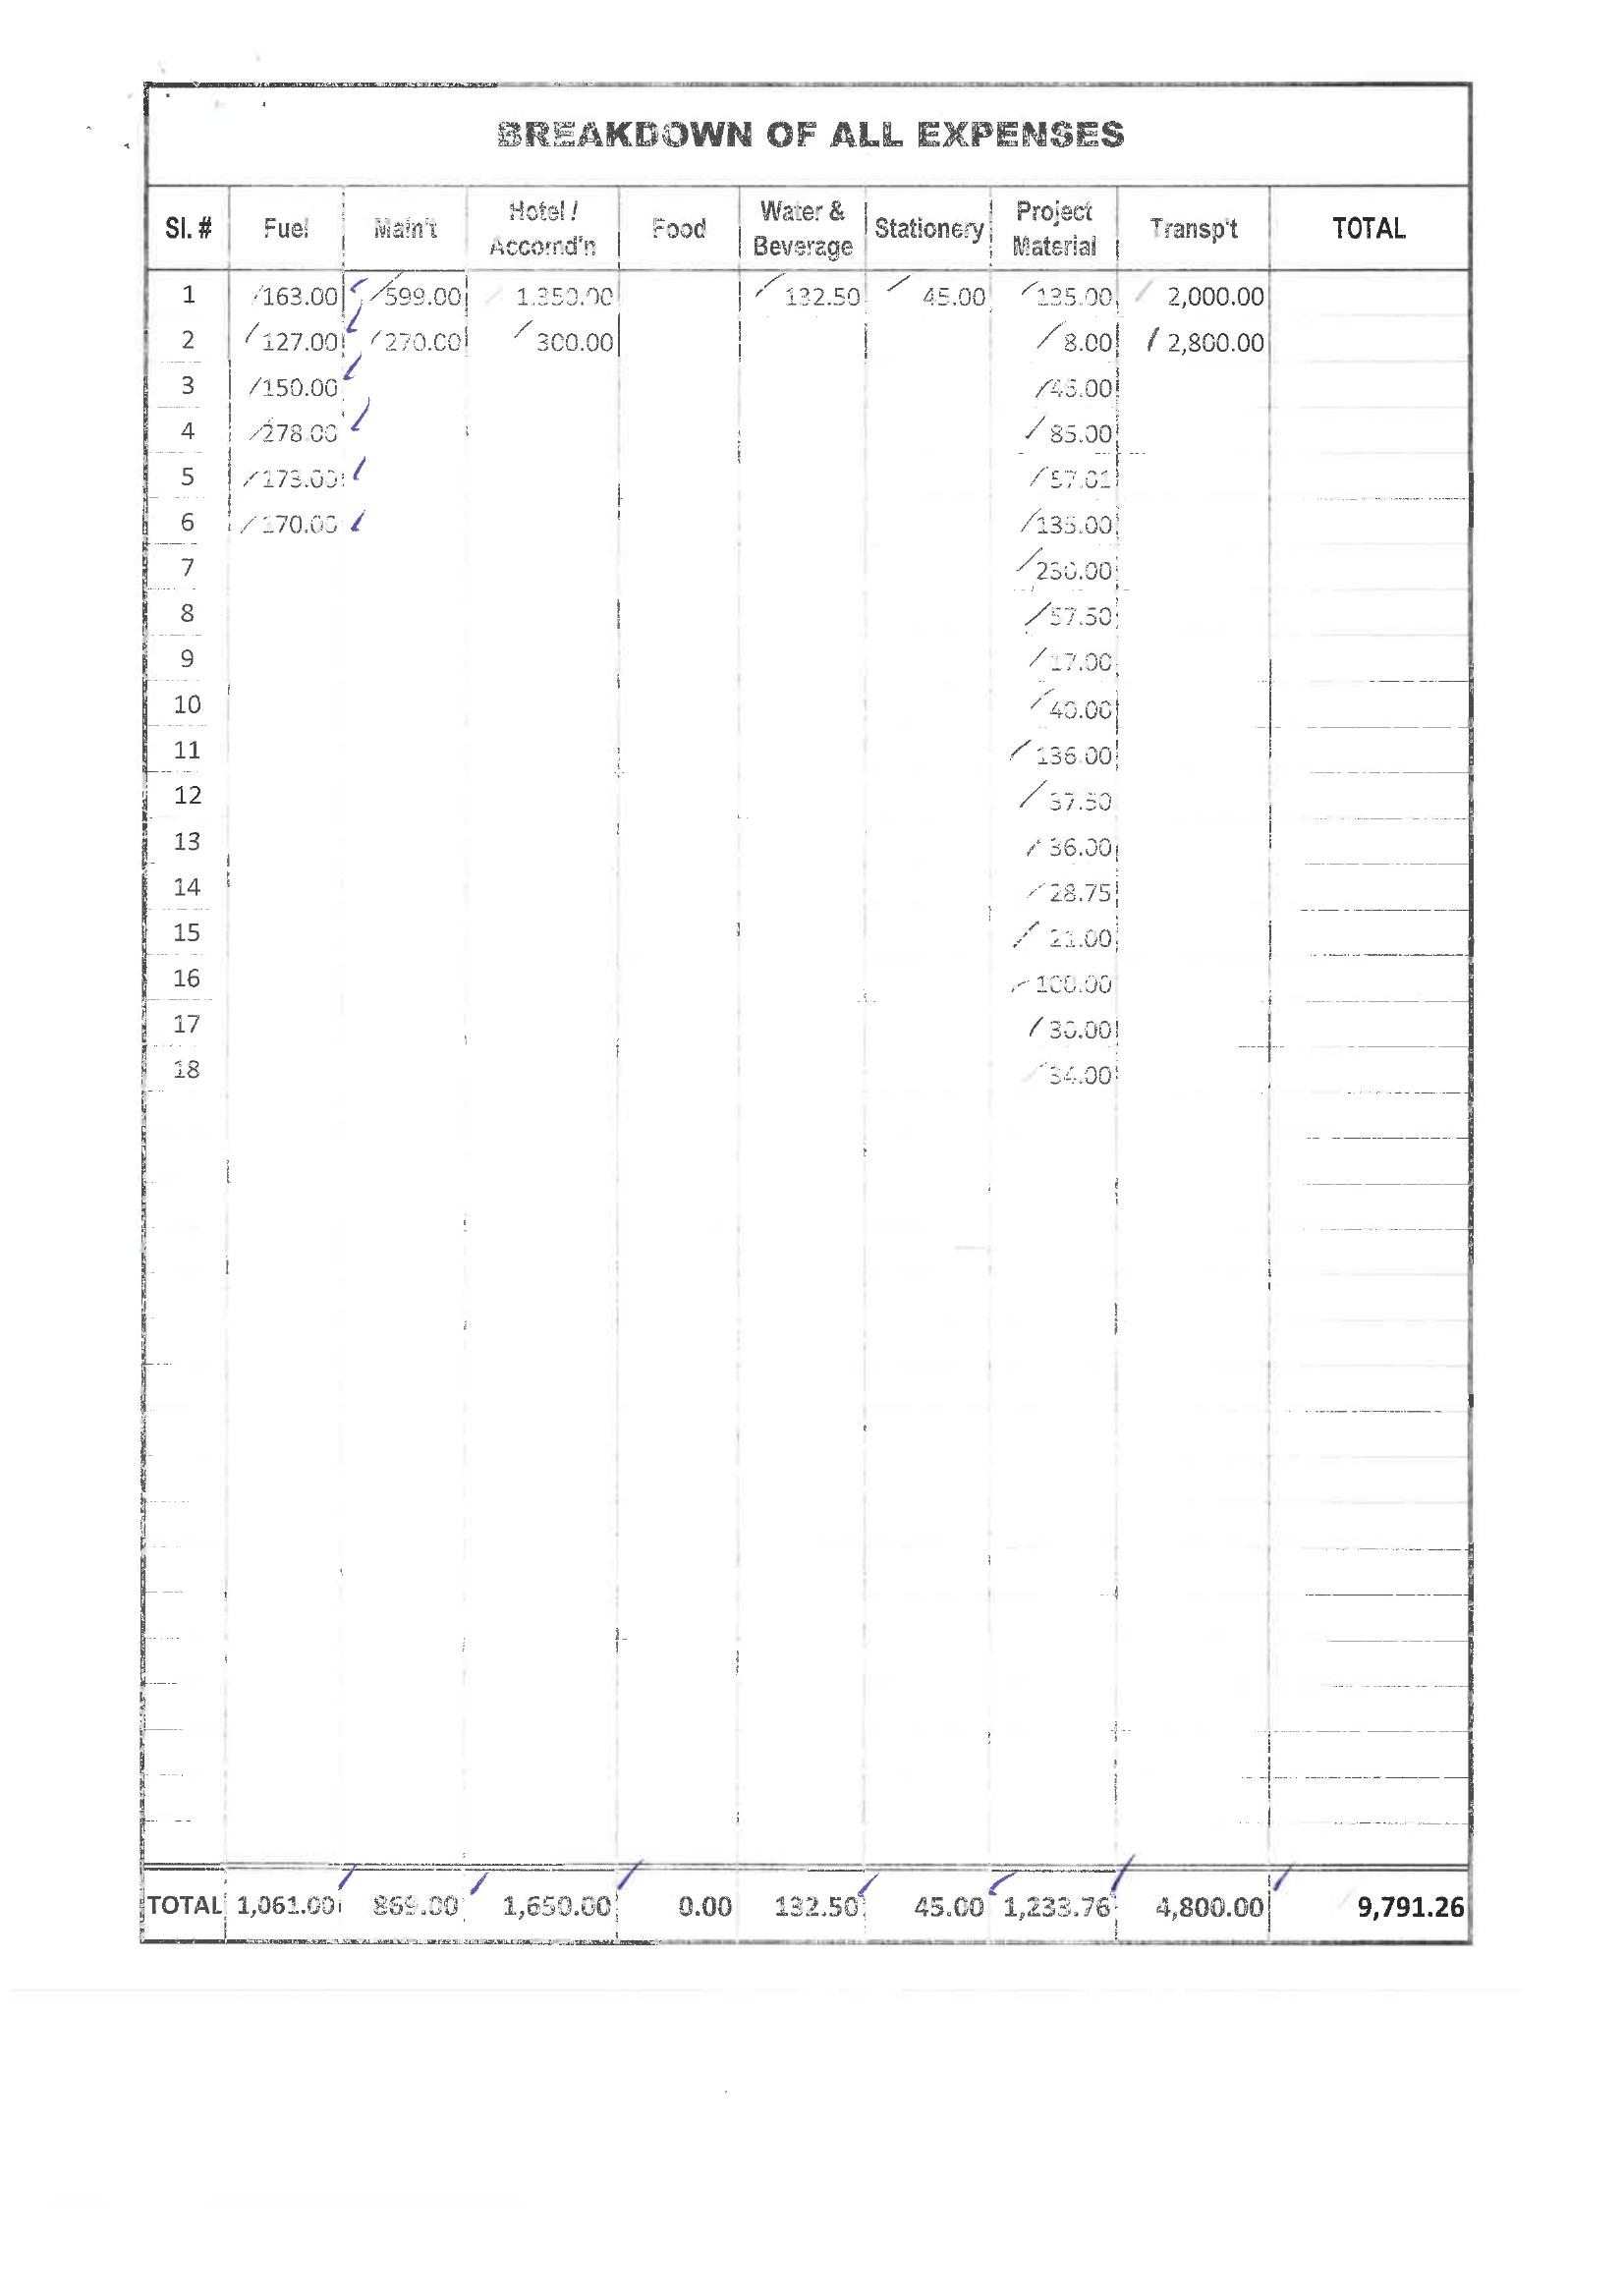 BREAKDOWN OF ALL EXPENSES
Sl. # Fuel Main't Hotel / Accomd'n Food Water & Beverage Stationery Project Material Transp't TOTAL
1 163.00 599.00 1,350.00 132.50 45.00 135.00 2,000.00
2 127.00 270.00 300.00 8.00 2,800.00
3 150.00 46.00
4 278.00 85.00
5 173.00 57.01
6 170.00 135.00
7 230.00
8 57.50
9 17.00
10 40.00
11 136.00
12 37.50
13 36.00
14 28.75
15 21.00
16 100.00
17 30.00
18 34.00
TOTAL 1,061.00 869.00 1,650.00 0.00 132.50 45.00 1,233.76 4,800.00 9,791.26